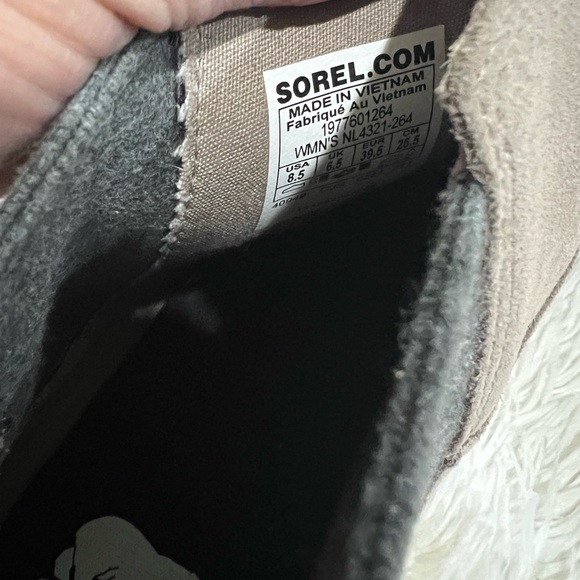 SOREL.COM
MADE IN VIETNAM
Fabriqué Au Vietnam
1977601264
WMN'S NL4321-264
USA UK EUR CM
8.5 6.5 39.5 25.5